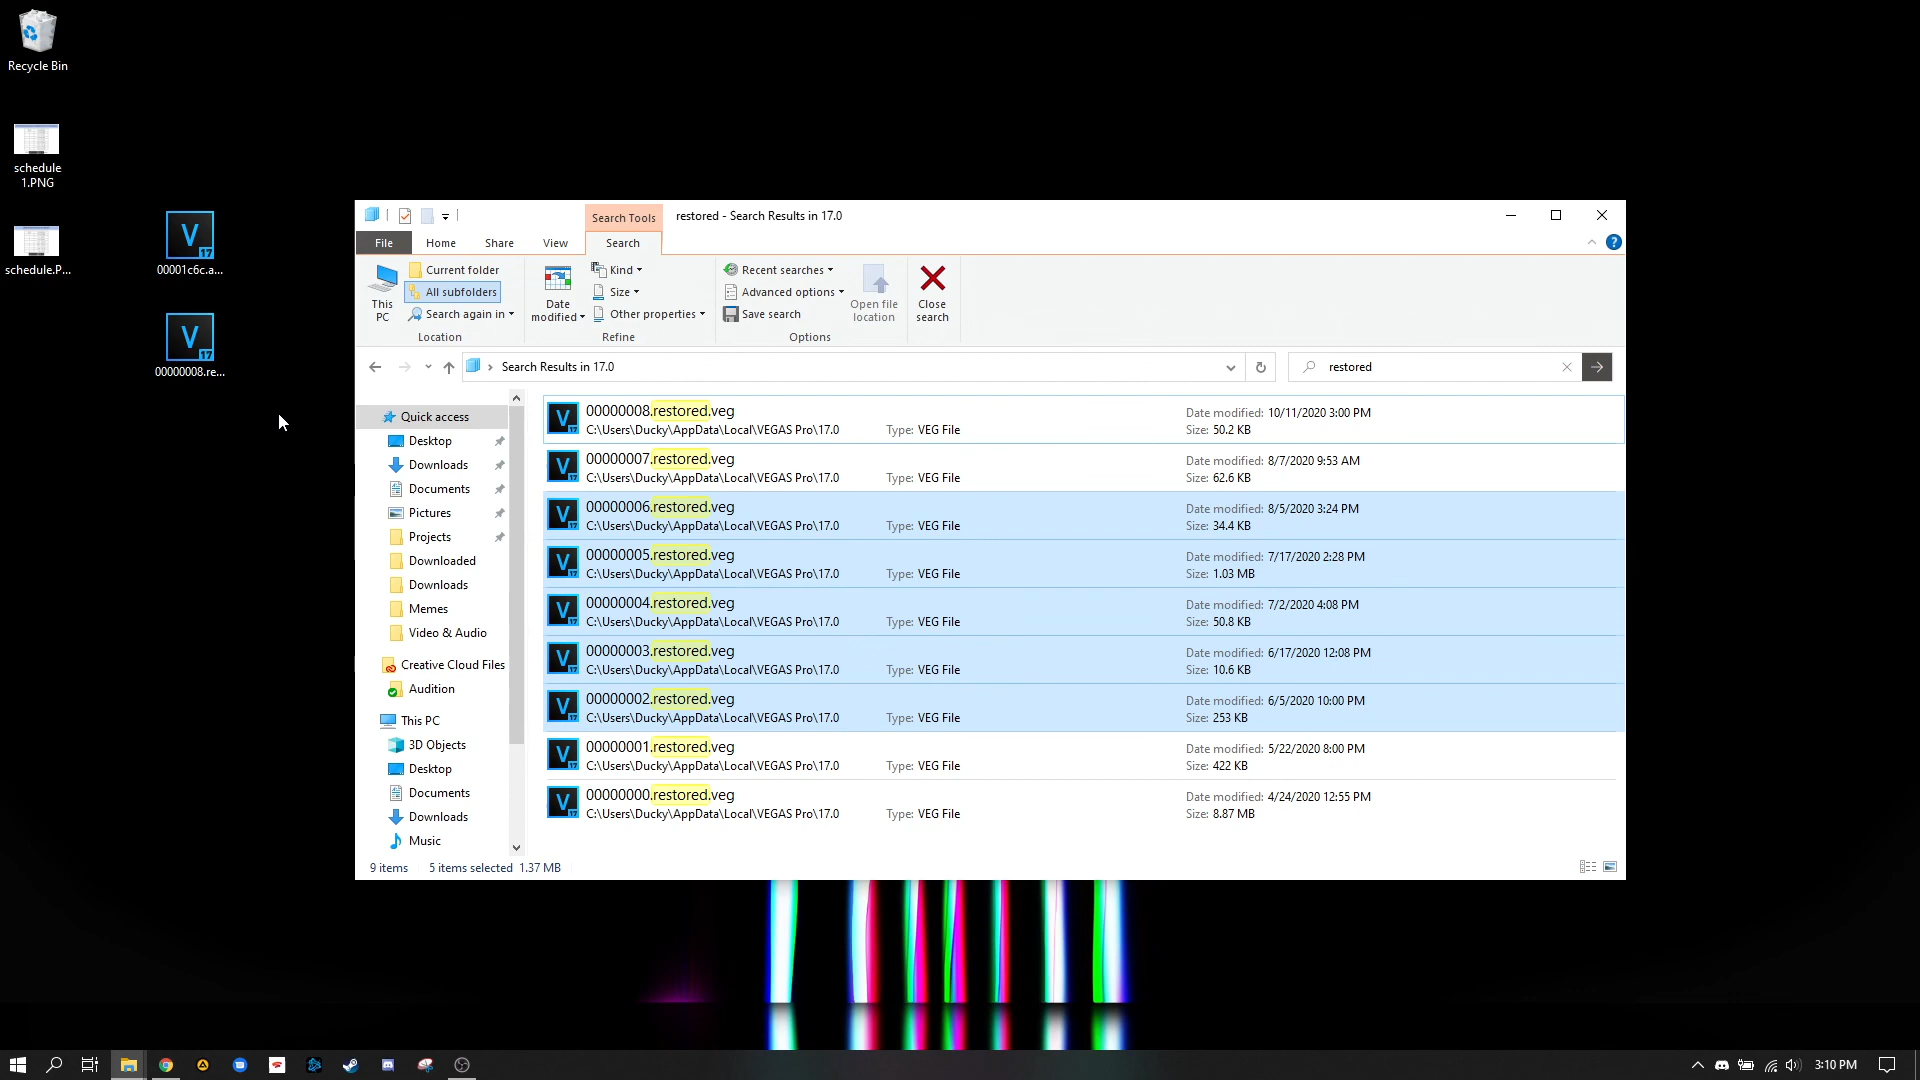 Recycle Bin
schedule
1.PNG
schedule.P...
V
17
00001c6c.a...
V
17
00000008.re...
Search Tools
restored - Search Results in 17.0
File
Home
Share
View
Search
This
PC
Current folder
All subfolders
Search again in
Location
Date
modified
Kind
Size
Other properties
Refine
Recent searches
Advanced options
Save search
Open file
location
Options
Close
search
Search Results in 17.0
restored
Quick access
Desktop
Downloads
Documents
Pictures
Projects
Downloaded
Downloads
Memes
Video & Audio
Creative Cloud Files
Audition
This PC
3D Objects
Desktop
Documents
Downloads
Music
00000008.restored.veg
C:\Users\Ducky\AppData\Local\VEGAS Pro\17.0
Type: VEG File
Date modified: 10/11/2020 3:00 PM
Size: 50.2 KB
00000007.restored.veg
C:\Users\Ducky\AppData\Local\VEGAS Pro\17.0
Type: VEG File
Date modified: 8/7/2020 9:53 AM
Size: 62.6 KB
00000006.restored.veg
C:\Users\Ducky\AppData\Local\VEGAS Pro\17.0
Type: VEG File
Date modified: 8/5/2020 3:24 PM
Size: 34.4 KB
00000005.restored.veg
C:\Users\Ducky\AppData\Local\VEGAS Pro\17.0
Type: VEG File
Date modified: 7/17/2020 2:28 PM
Size: 1.03 MB
00000004.restored.veg
C:\Users\Ducky\AppData\Local\VEGAS Pro\17.0
Type: VEG File
Date modified: 7/2/2020 4:08 PM
Size: 50.8 KB
00000003.restored.veg
C:\Users\Ducky\AppData\Local\VEGAS Pro\17.0
Type: VEG File
Date modified: 6/17/2020 12:08 PM
Size: 10.6 KB
00000002.restored.veg
C:\Users\Ducky\AppData\Local\VEGAS Pro\17.0
Type: VEG File
Date modified: 6/5/2020 10:00 PM
Size: 253 KB
00000001.restored.veg
C:\Users\Ducky\AppData\Local\VEGAS Pro\17.0
Type: VEG File
Date modified: 5/22/2020 8:00 PM
Size: 422 KB
00000000.restored.veg
C:\Users\Ducky\AppData\Local\VEGAS Pro\17.0
Type: VEG File
Date modified: 4/24/2020 12:55 PM
Size: 8.87 MB
9 items
5 items selected 1.37 MB
3:10 PM